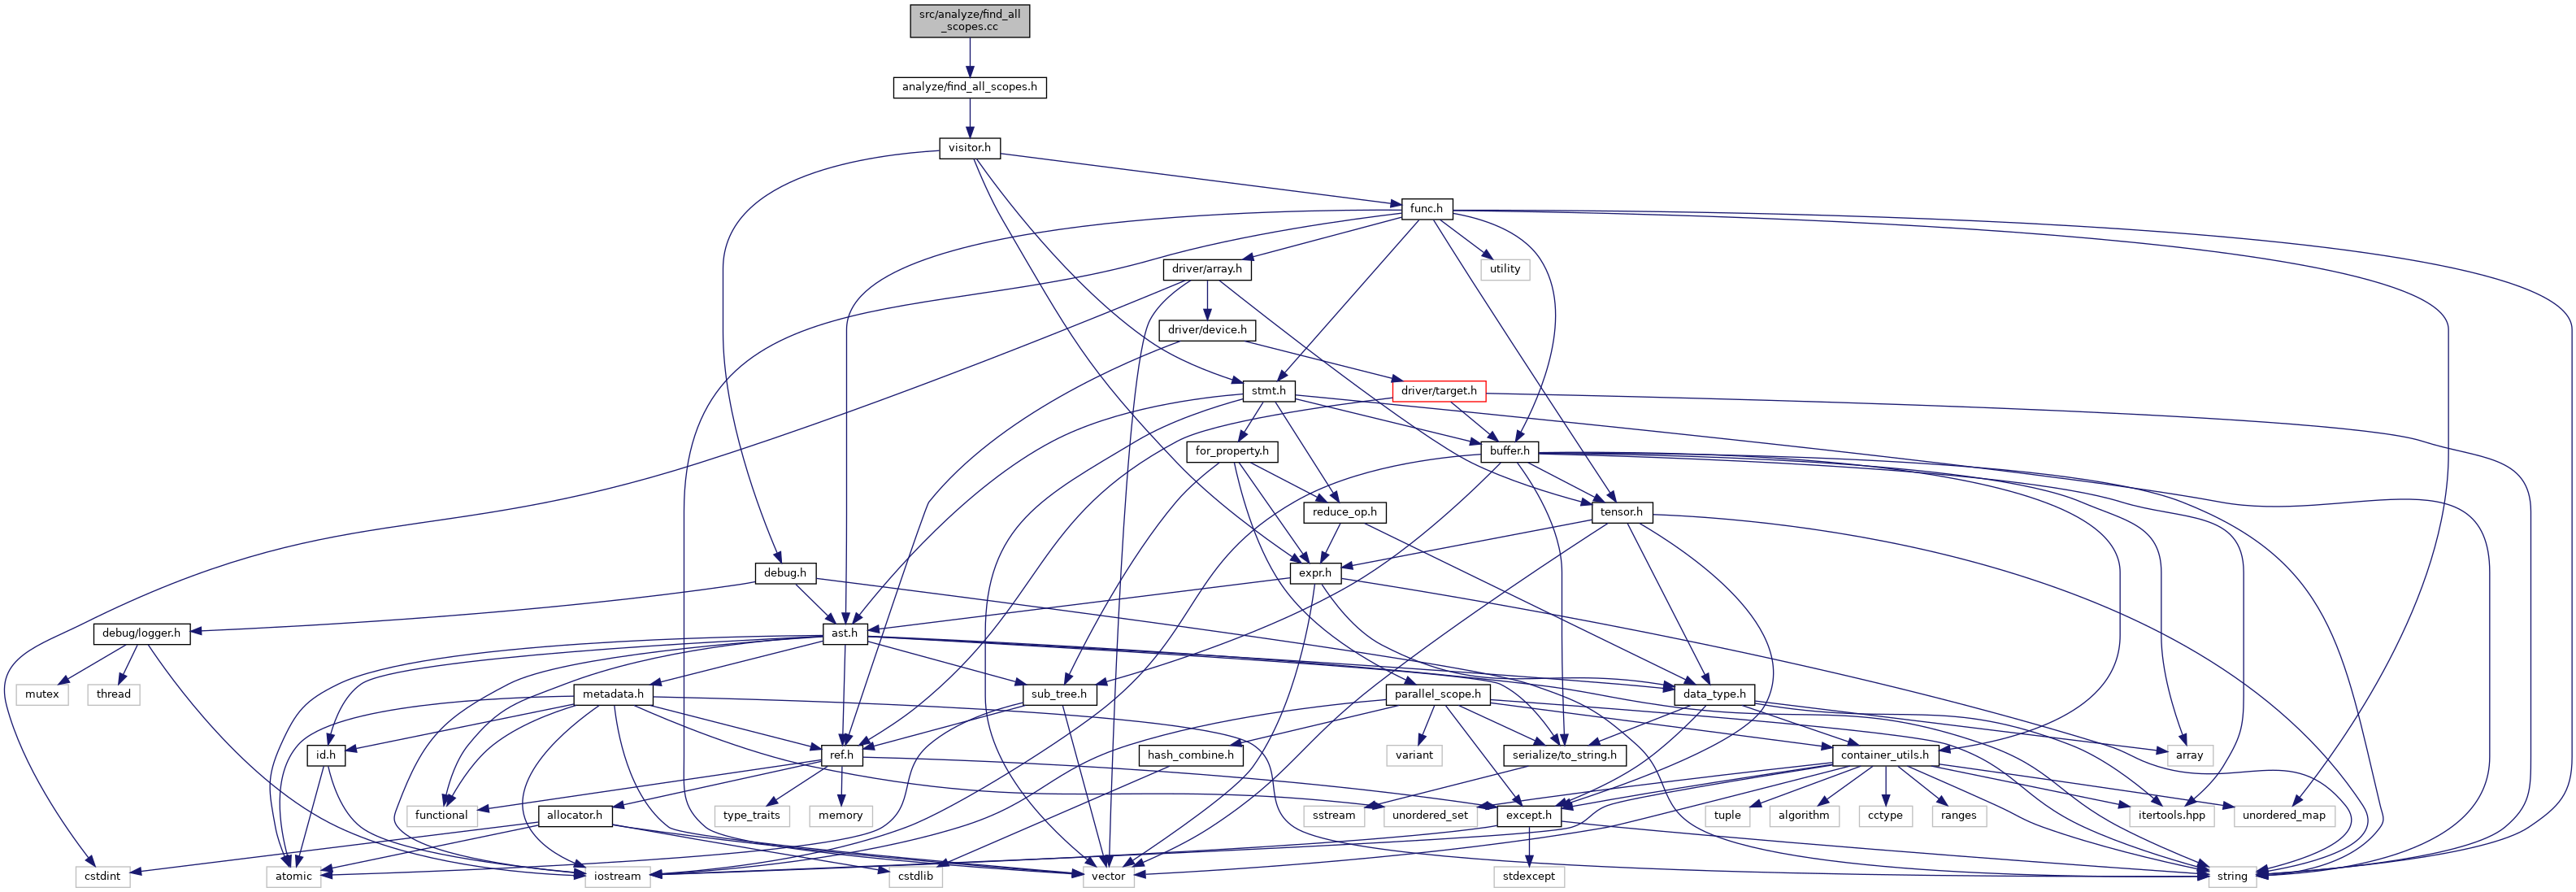 src/analyze/find_all
_scopes.cc
analyze/find_all_scopes.h
visitor.h
func.h
driver/array.h
utility
driver/device.h
stmt.h
driver/target.h
for_property.h
buffer.h
reduce_op.h
tensor.h
debug.h
expr.h
debug/logger.h
ast.h
mutex
thread
metadata.h
sub_tree.h
parallel_scope.h
data_type.h
id.h
ref.h
hash_combine.h
variant
serialize/to_string.h
container_utils.h
array
functional
allocator.h
type_traits
memory
sstream
unordered_set
except.h
tuple
algorithm
cctype
ranges
itertools.hpp
unordered_map
cstdint
atomic
iostream
cstdlib
vector
stdexcept
string